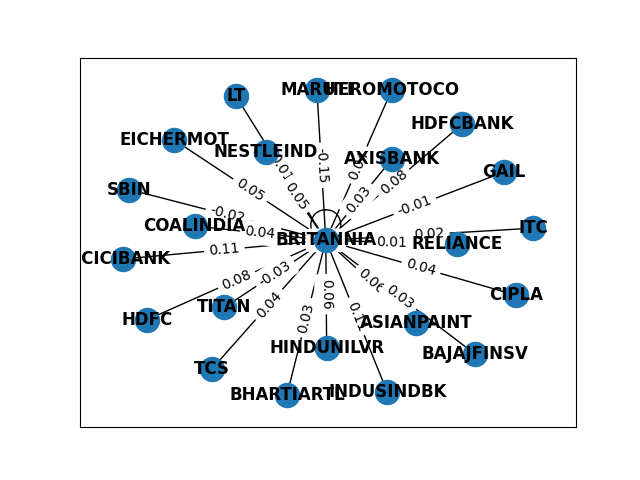 LT
MARUTI
HEROMOTOCO
EICHERMOT
NESTLEIND
AXISBANK
HDFCBANK
-0.15
0.05
0.05
0.03
0.08
GAIL
SBIN
-0.02
-0.01
COALINDIA
0.04
BRITANNIA
0.01
0.02
RELIANCE
ITC
CICIBANK
0.11
0.08
-0.03
0.04
0.06
0.03
0.04
CIPLA
HDFC
TITAN
0.03
0.06
ASIANPAINT
HINDUNILVR
BAJAJFINSV
TCS
BHARTIARTL
INDUSINDBK